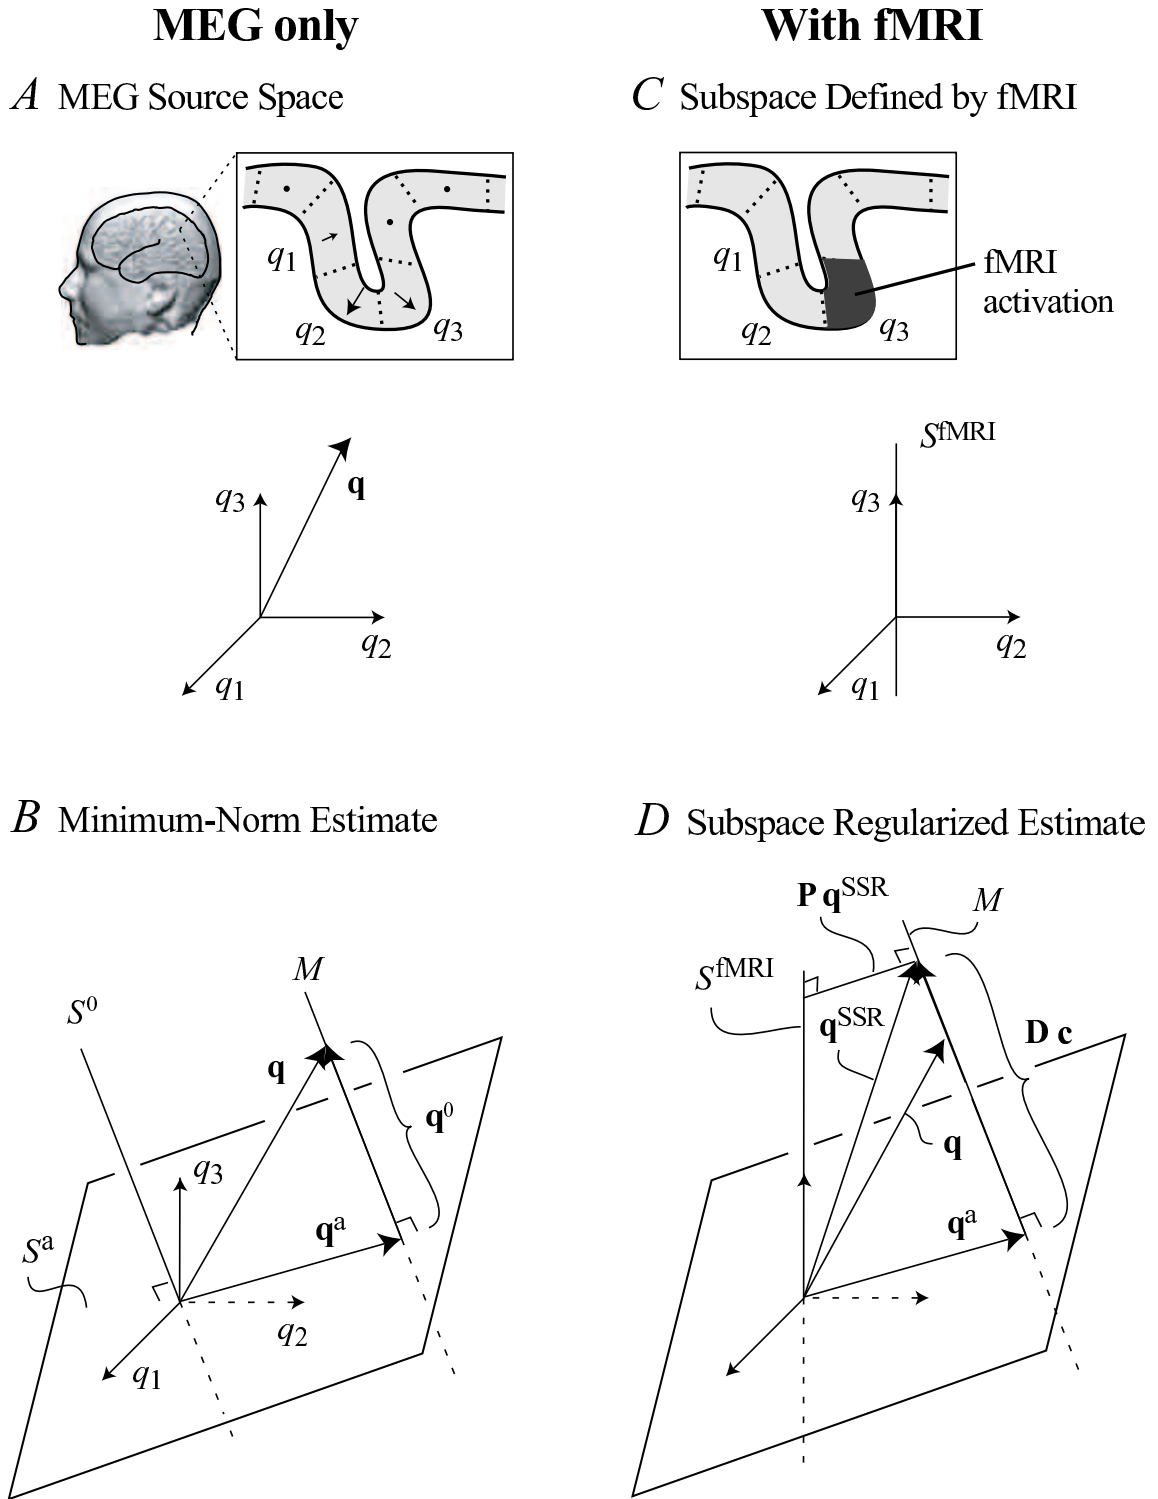 MEG only
With fMRI
A MEG Source Space
C Subspace Defined by fMRI
q1
q2
q3
q1
q2
q3
fMRI
activation
q3
q
q2
q1
SfMRI
q3
q2
q1
B Minimum-Norm Estimate
D Subspace Regularized Estimate
S0
M
q
q0
q3
qa
Sa
q2
q1
P qSSR
M
SfMRI
qSSR
D c
q
qa